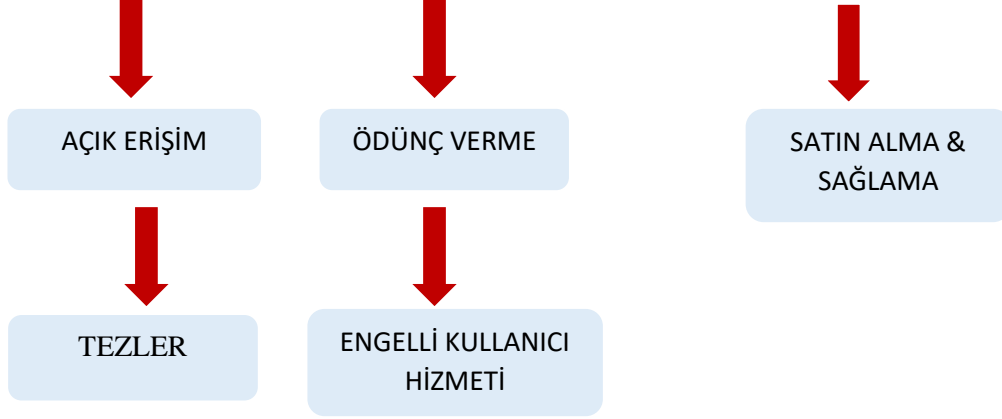 AÇIK ERİŞİM
ÖDÜNÇ VERME
SATIN ALMA &
SAĞLAMA
TEZLER
ENGELLİ KULLANICI
HİZMETİ